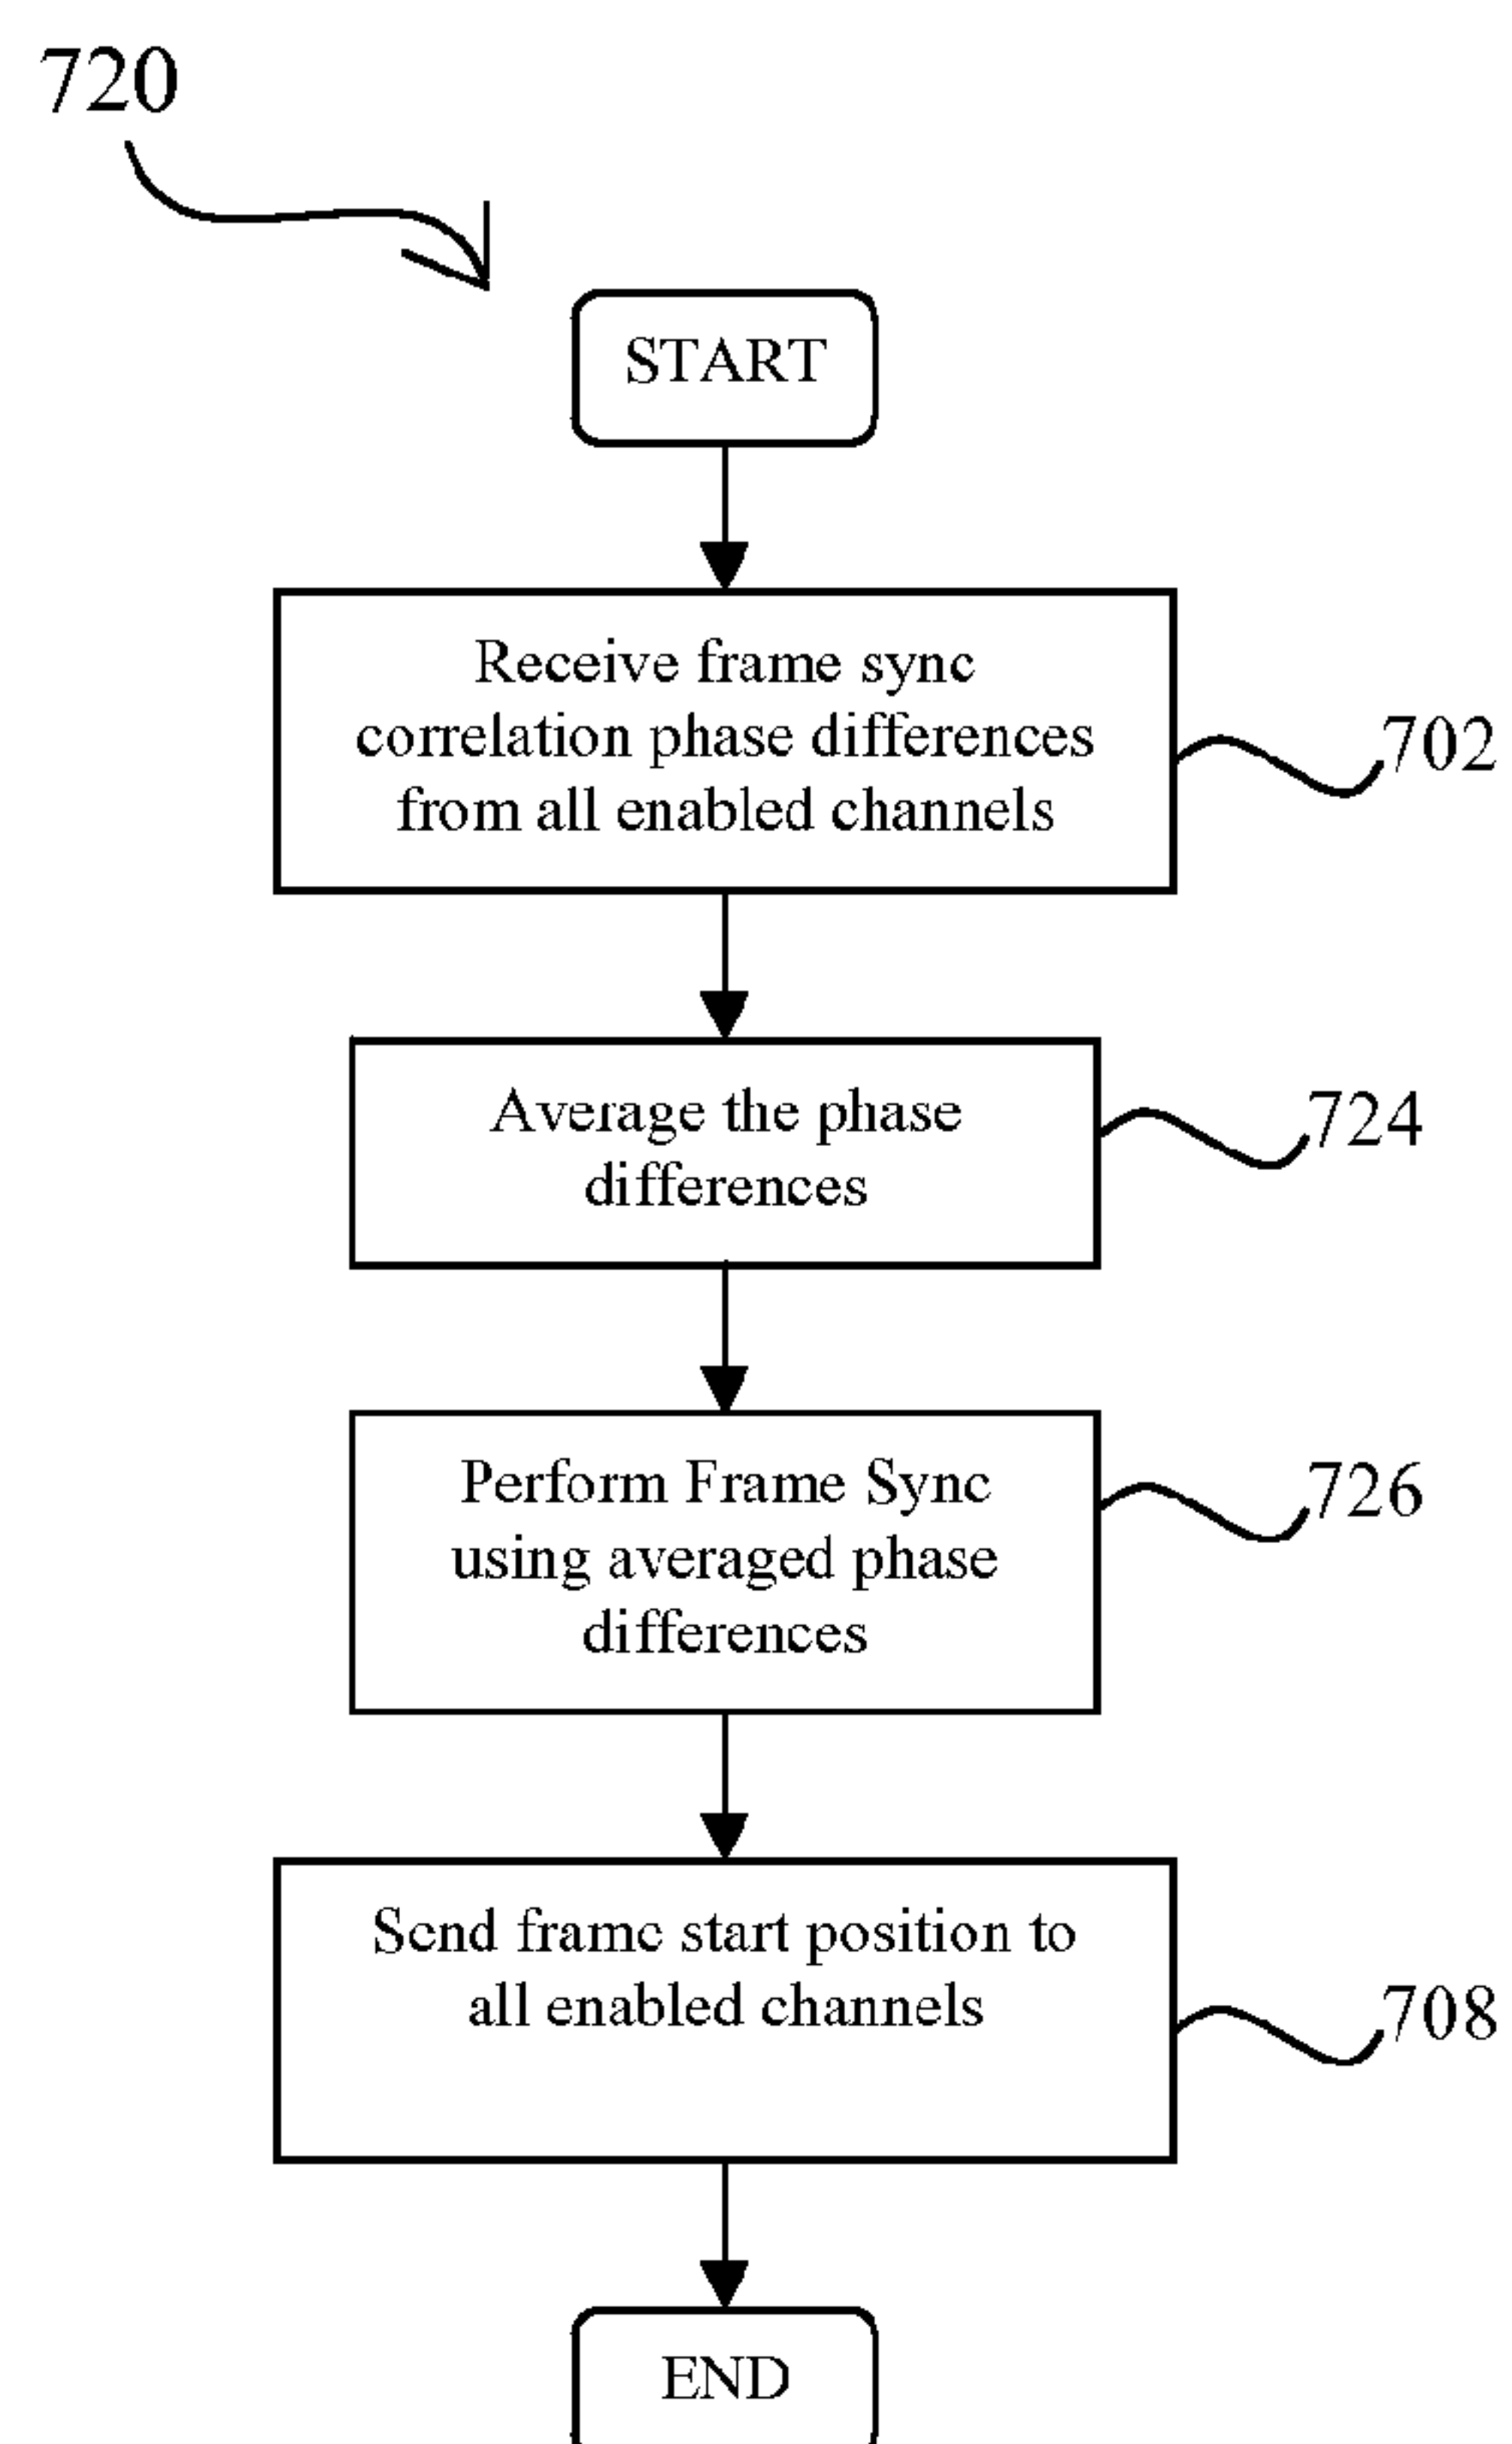 720
START
Receive frame sync
correlation phase differences
from all enabled channels
702
Average the phase
differences
724
Perform Frame Sync
using averaged phase
differences
726
Send frame start position to
all enabled channels
708
END